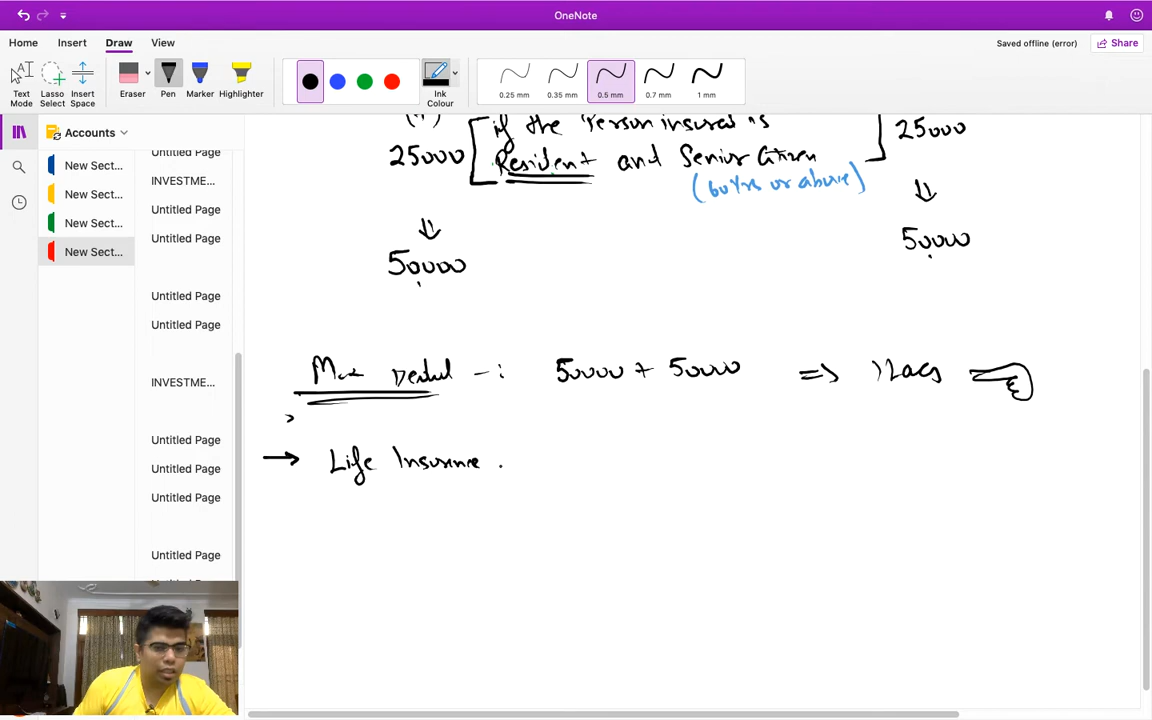 OneNote
Home Insert Draw View
Saved offline (error) Share
Text Mode
Lasso Select
Insert Space
Eraser
Pen
Marker
Highlighter
Ink Colour
0.25 mm 0.35 mm 0.5 mm 0.7 mm 1 mm
Accounts
New Sect...
New Sect...
New Sect...
New Sect...
Untitled Page
INVESTME...
Untitled Page
Untitled Page
Untitled Page
Untitled Page
INVESTME...
Untitled Page
Untitled Page
Untitled Page
Untitled Page
if the Person insured is
25000 Resident and Senior Citizen 25000
(60 yrs or above)
50000 50000
Max -: 50000 + 50000 => 1 Lacs
→ Life Insurance